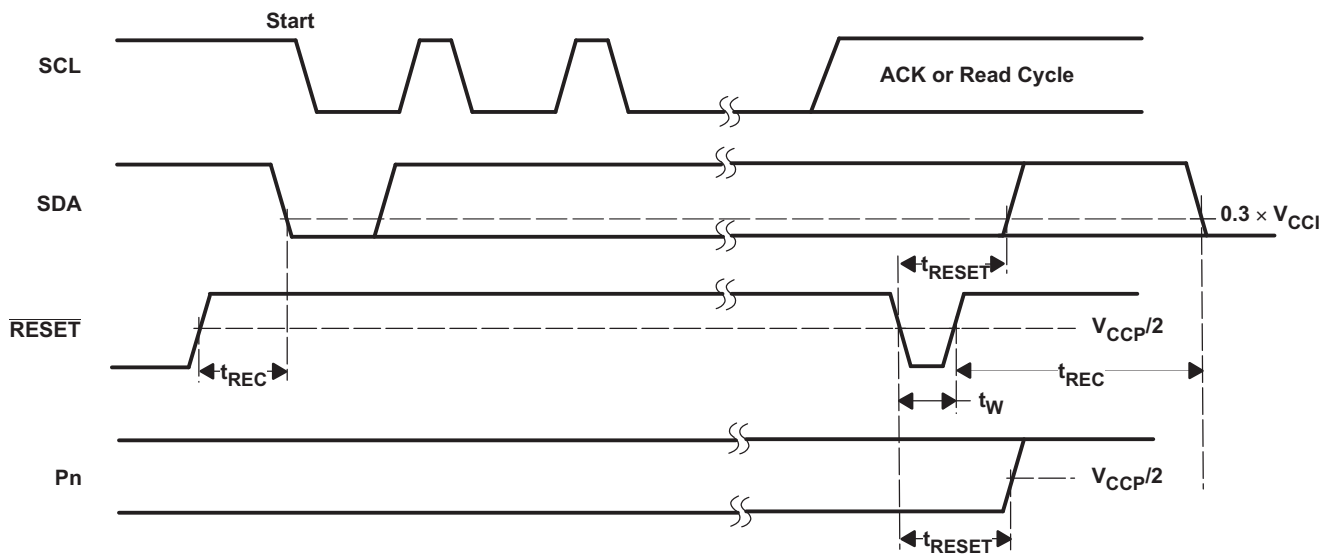 Start
SCL
ACK or Read Cycle
SDA
0.3 × VCCI
tRESET
RESET
VCCP/2
tREC
tREC
tW
Pn
VCCP/2
tRESET